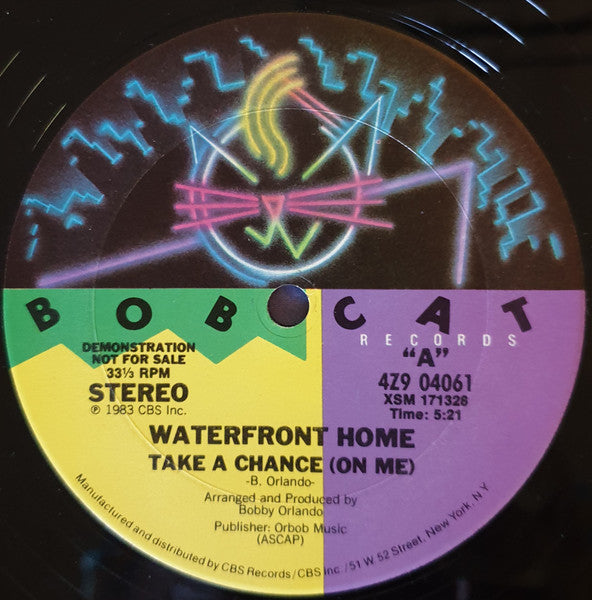 BOBCAT
RECORDS
DEMONSTRATION
NOT FOR SALE
33⅓ RPM
STEREO
℗ 1983 CBS Inc.
"A"
4Z9 04061
XSM 171326
Time: 5:21
WATERFRONT HOME
TAKE A CHANCE (ON ME)
-B. Orlando-
Arranged and Produced by
Bobby Orlando
Publisher: Orbob Music
(ASCAP)
Manufactured and distributed by CBS Records/CBS Inc./51 W 52 Street, New York, N Y